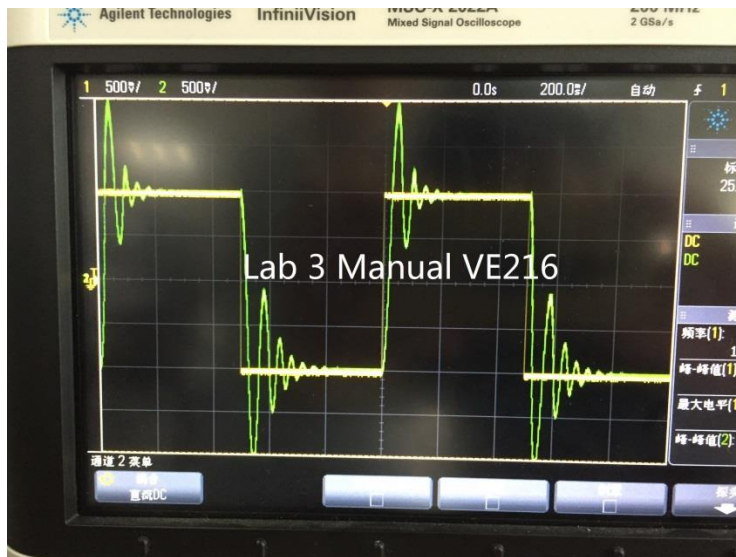 Agilent Technologies InfiniiVision
Mixed Signal Oscilloscope
2 GSa/s
1 500㎷/ 2 500㎷/ 0.0s 200.0㎳/ 自动 1
Lab 3 Manual VE216
DC
DC
频率(1):
峰-峰值(1)
最大电平(1
峰-峰值(2):
通道 2 菜单
直流DC